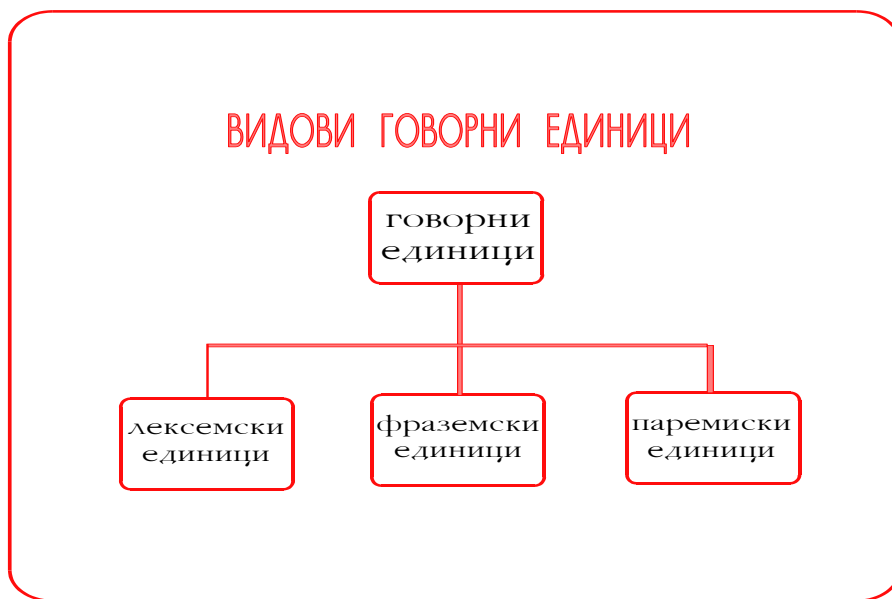 ВИДОВИ ГОВОРНИ ЕДИНИЦИ
говорни
единици
лексемски
единици
фраземски
единици
паремиски
единици